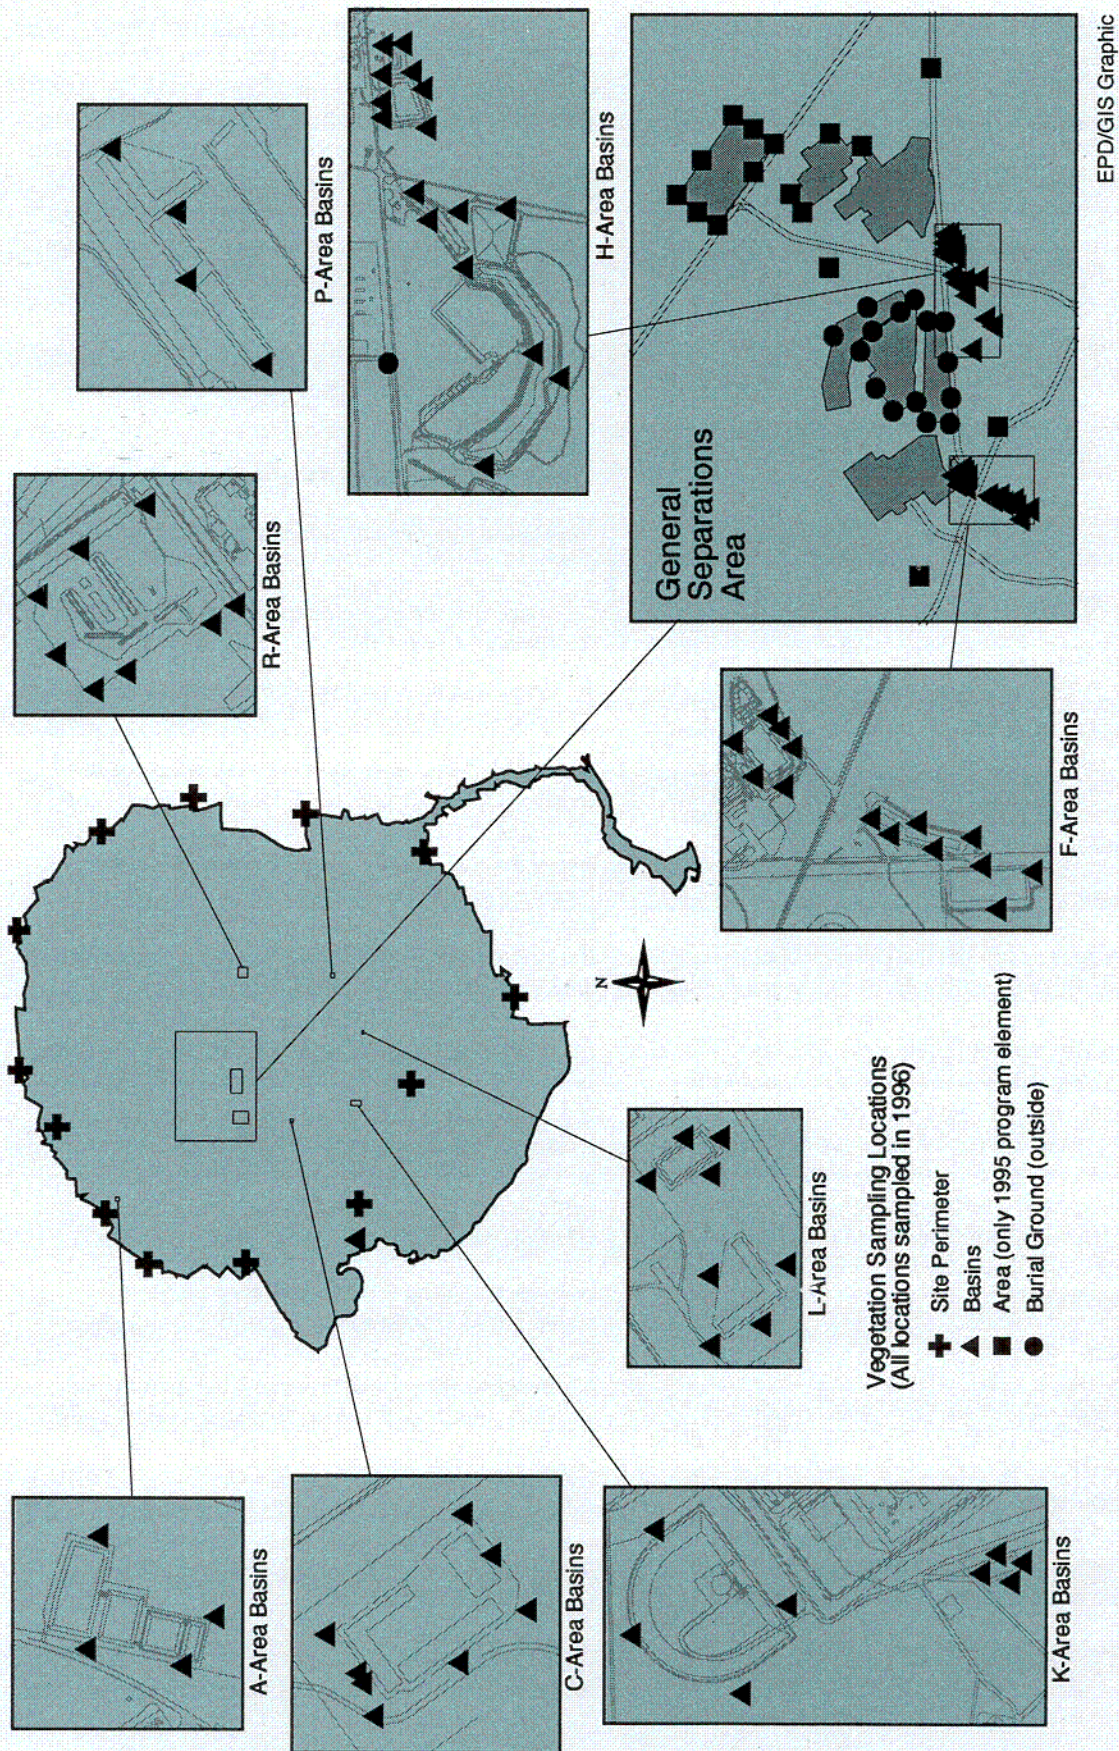 A-Area Basins
R-Area Basins
P-Area Basins
C-Area Basins
H-Area Basins
K-Area Basins
L-Area Basins
N
General
Separations
Area
F-Area Basins
Vegetation Sampling Locations
(All locations sampled in 1996)
Site Perimeter
Basins
Area (only 1995 program element)
Burial Ground (outside)
EPD/GIS Graphic